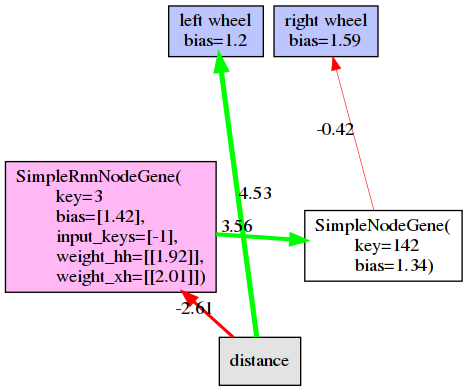 left wheel
bias=1.2
right wheel
bias=1.59
-0.42
4.53
SimpleRnnNodeGene(
key=3
bias=[1.42],
input_keys=[-1],
weight_hh=[[1.92]],
weight_xh=[[2.01]])
3.56
SimpleNodeGene(
key=142
bias=1.34)
-2.61
distance